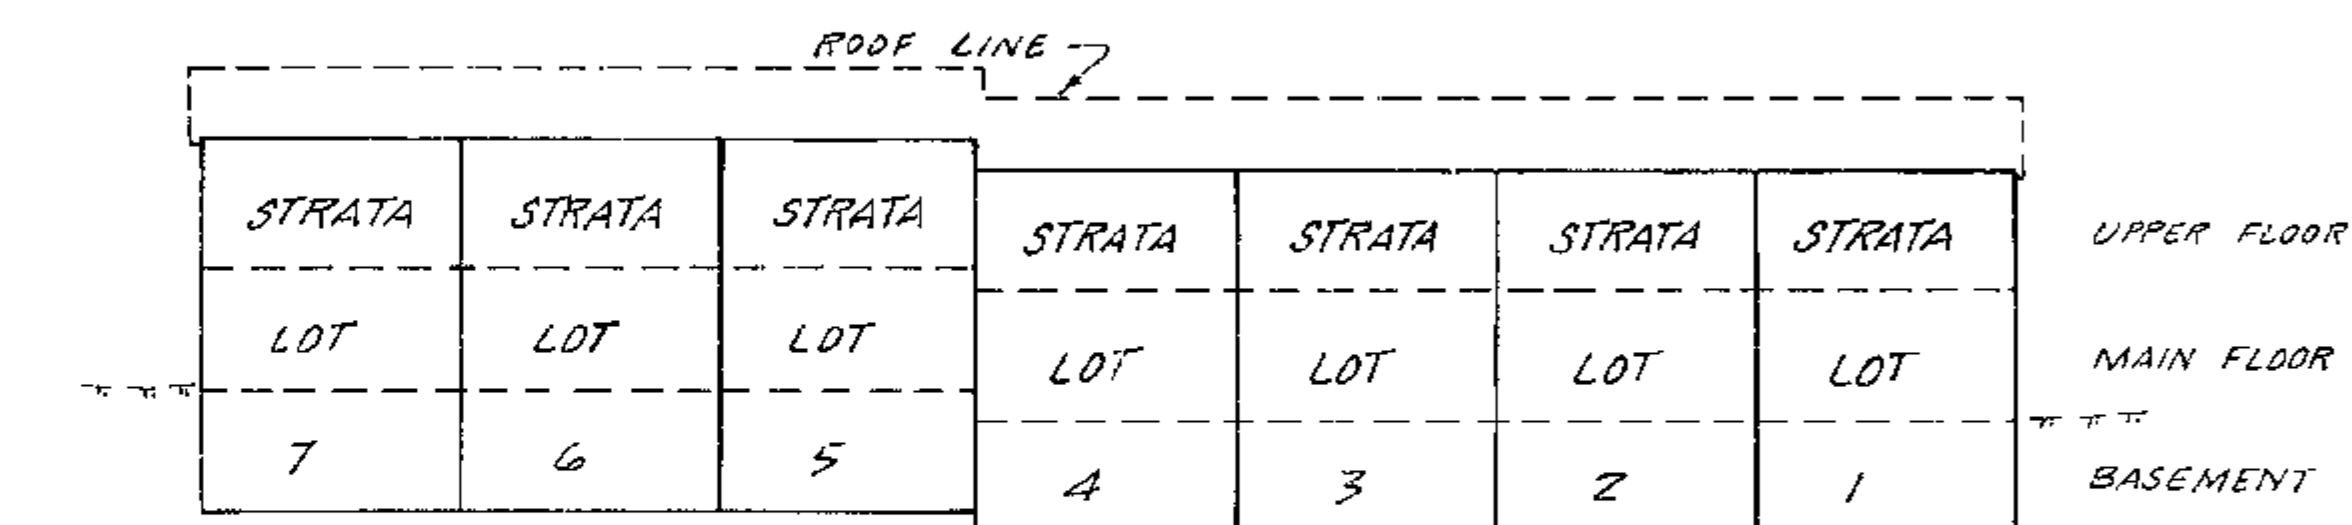 ROOF LINE
STRATA STRATA STRATA STRATA STRATA STRATA STRATA UPPER FLOOR
LOT LOT LOT LOT LOT LOT LOT MAIN FLOOR
7 6 5 4 3 2 1 BASEMENT